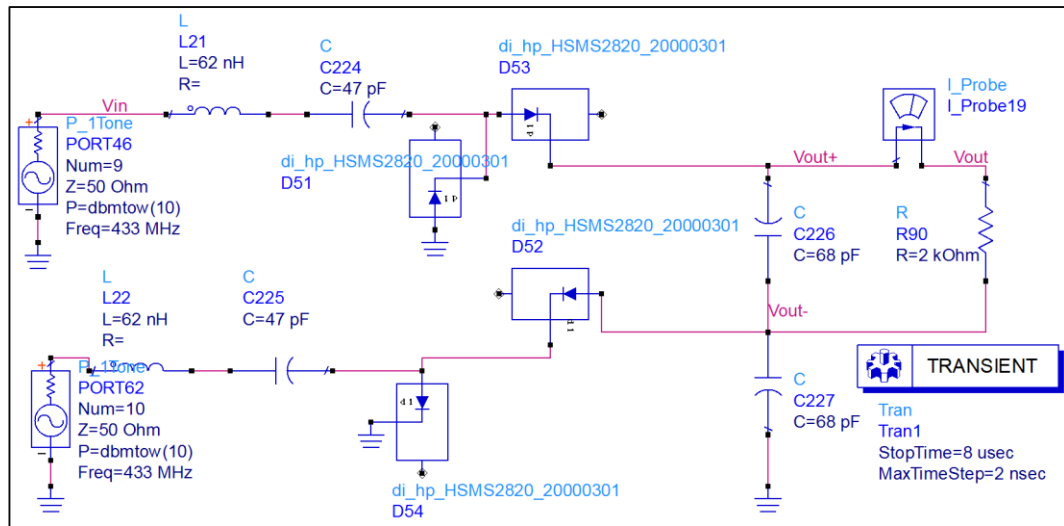 L
L21
L=62 nH
R=
C
C224
C=47 pF
di_hp_HSMS2820_20000301
D53
I_Probe
I_Probe19
Vin
P_1Tone
PORT46
Num=9
Z=50 Ohm
P=dbmtow(10)
Freq=433 MHz
di_hp_HSMS2820_20000301
D51
Vout+
Vout
di_hp_HSMS2820_20000301
D52
C
C226
C=68 pF
R
R90
R=2 kOhm
L
L22
L=62 nH
R=
C
C225
C=47 pF
Vout-
P_1Tone
PORT62
Num=10
Z=50 Ohm
P=dbmtow(10)
Freq=433 MHz
C
C227
C=68 pF
TRANSIENT
Tran
Tran1
StopTime=8 usec
MaxTimeStep=2 nsec
di_hp_HSMS2820_20000301
D54